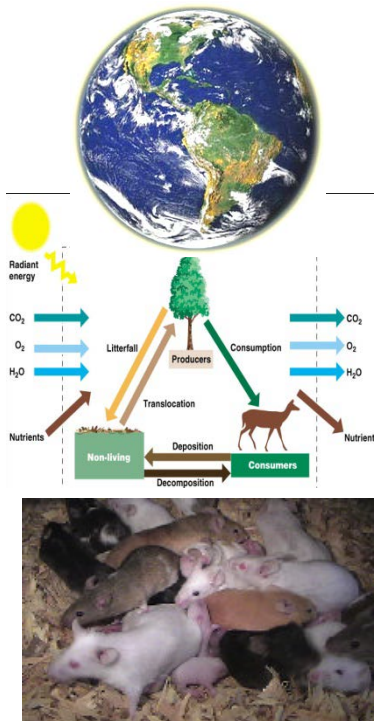 Radiant
energy
CO2
O2
H2O
Nutrients
Litterfall
Translocation
Producers
Consumption
Non-living
Deposition
Decomposition
Consumers
CO2
O2
H2O
Nutrient